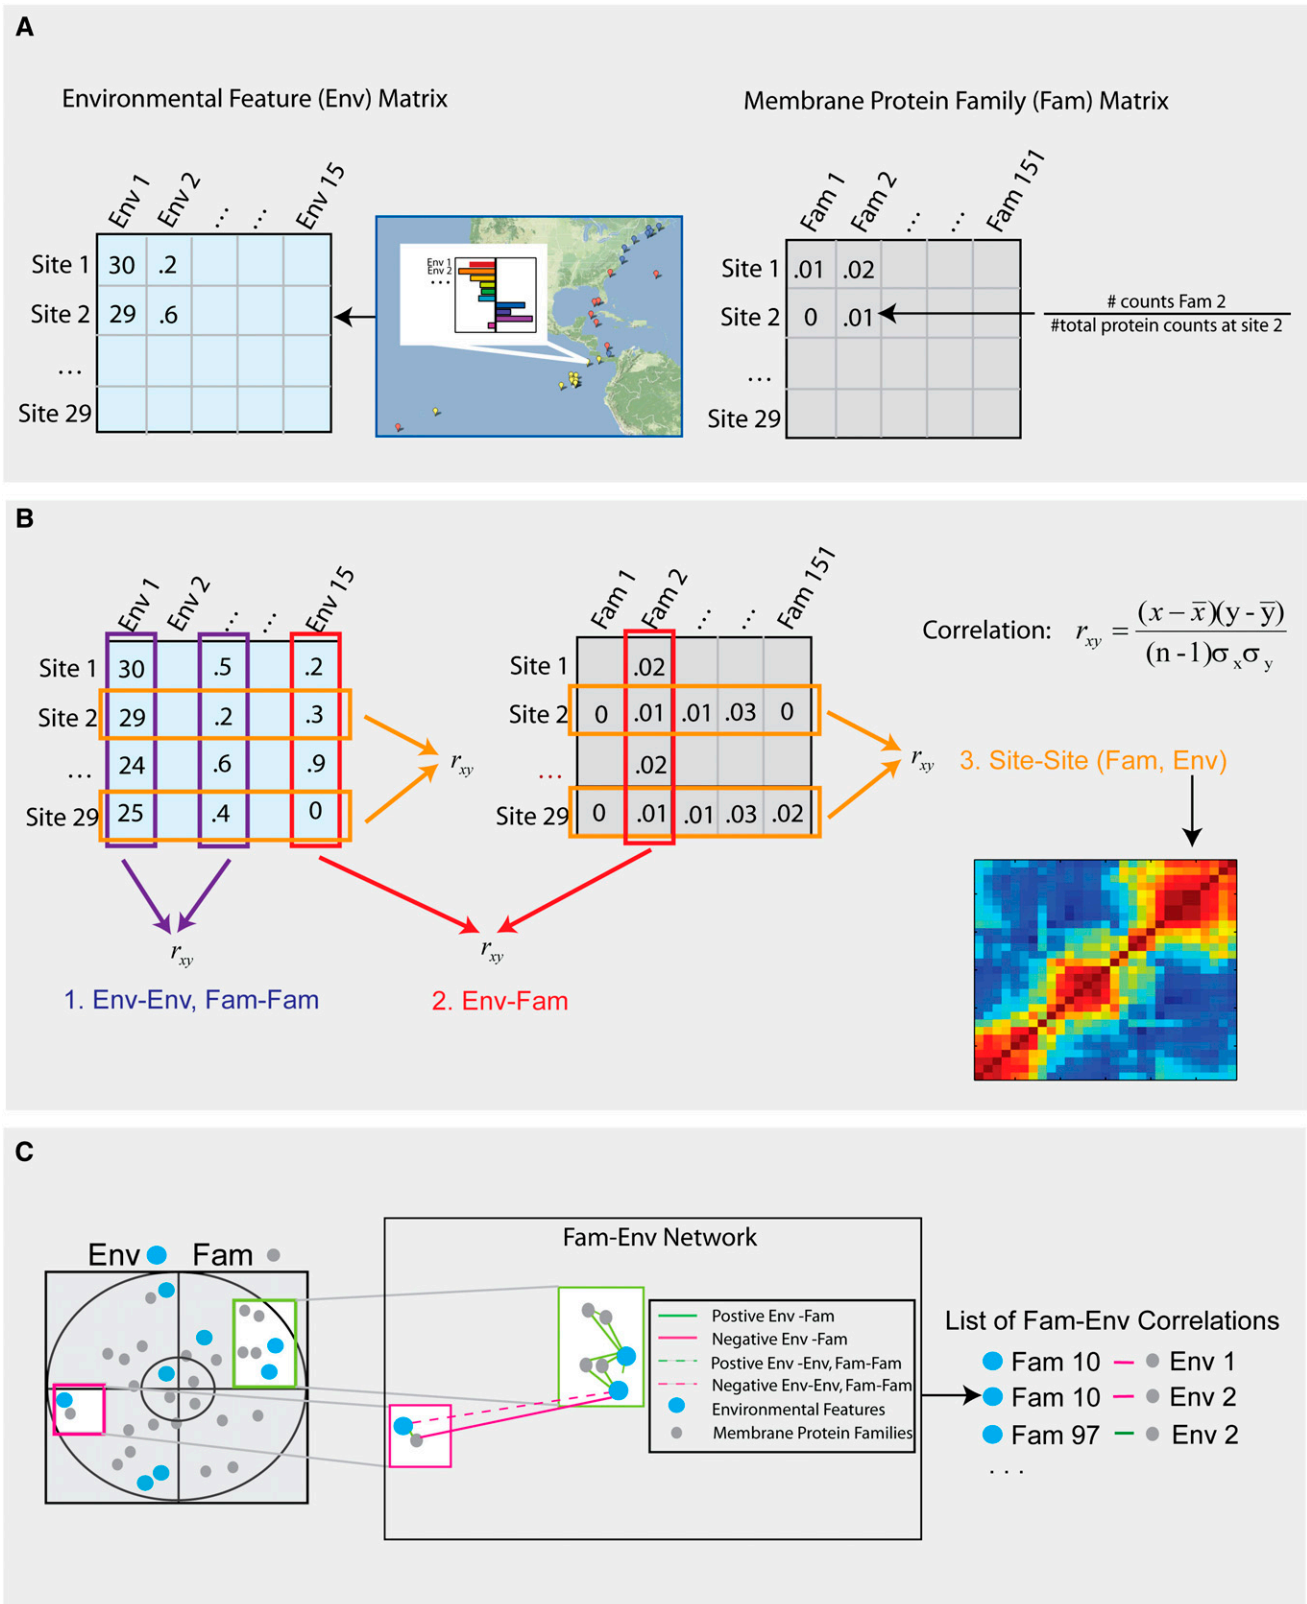 A
Environmental Feature (Env) Matrix
Membrane Protein Family (Fam) Matrix
Env 1 Env 2 ... ... Env 15
Site 1 30 .2
Site 2 29 .6
...
Site 29
Env 1
Env 2
...
Fam 1 Fam 2 ... ... Fam 151
Site 1 .01 .02
Site 2 0 .01
...
Site 29
# counts Fam 2
#total protein counts at site 2
B
Env 1 Env 2 ... ... Env 15
Site 1 30 .5 .2
Site 2 29 .2 .3
... 24 .6 .9
Site 29 25 .4 0
r_xy
r_xy
1. Env-Env, Fam-Fam
Fam 1 Fam 2 ... ... Fam 151
Site 1 .02
Site 2 0 .01 .01 .03 0
... .02
Site 29 0 .01 .01 .03 .02
r_xy
r_xy
2. Env-Fam
Correlation: r_xy = (x – x̅)(y - y̅)
(n -1)σ_x σ_y
3. Site-Site (Fam, Env)
C
Env Fam
Fam-Env Network
Postive Env -Fam
Negative Env -Fam
Postive Env -Env, Fam-Fam
Negative Env-Env, Fam-Fam
Environmental Features
Membrane Protein Families
List of Fam-Env Correlations
Fam 10 — Env 1
Fam 10 — Env 2
Fam 97 — Env 2
...